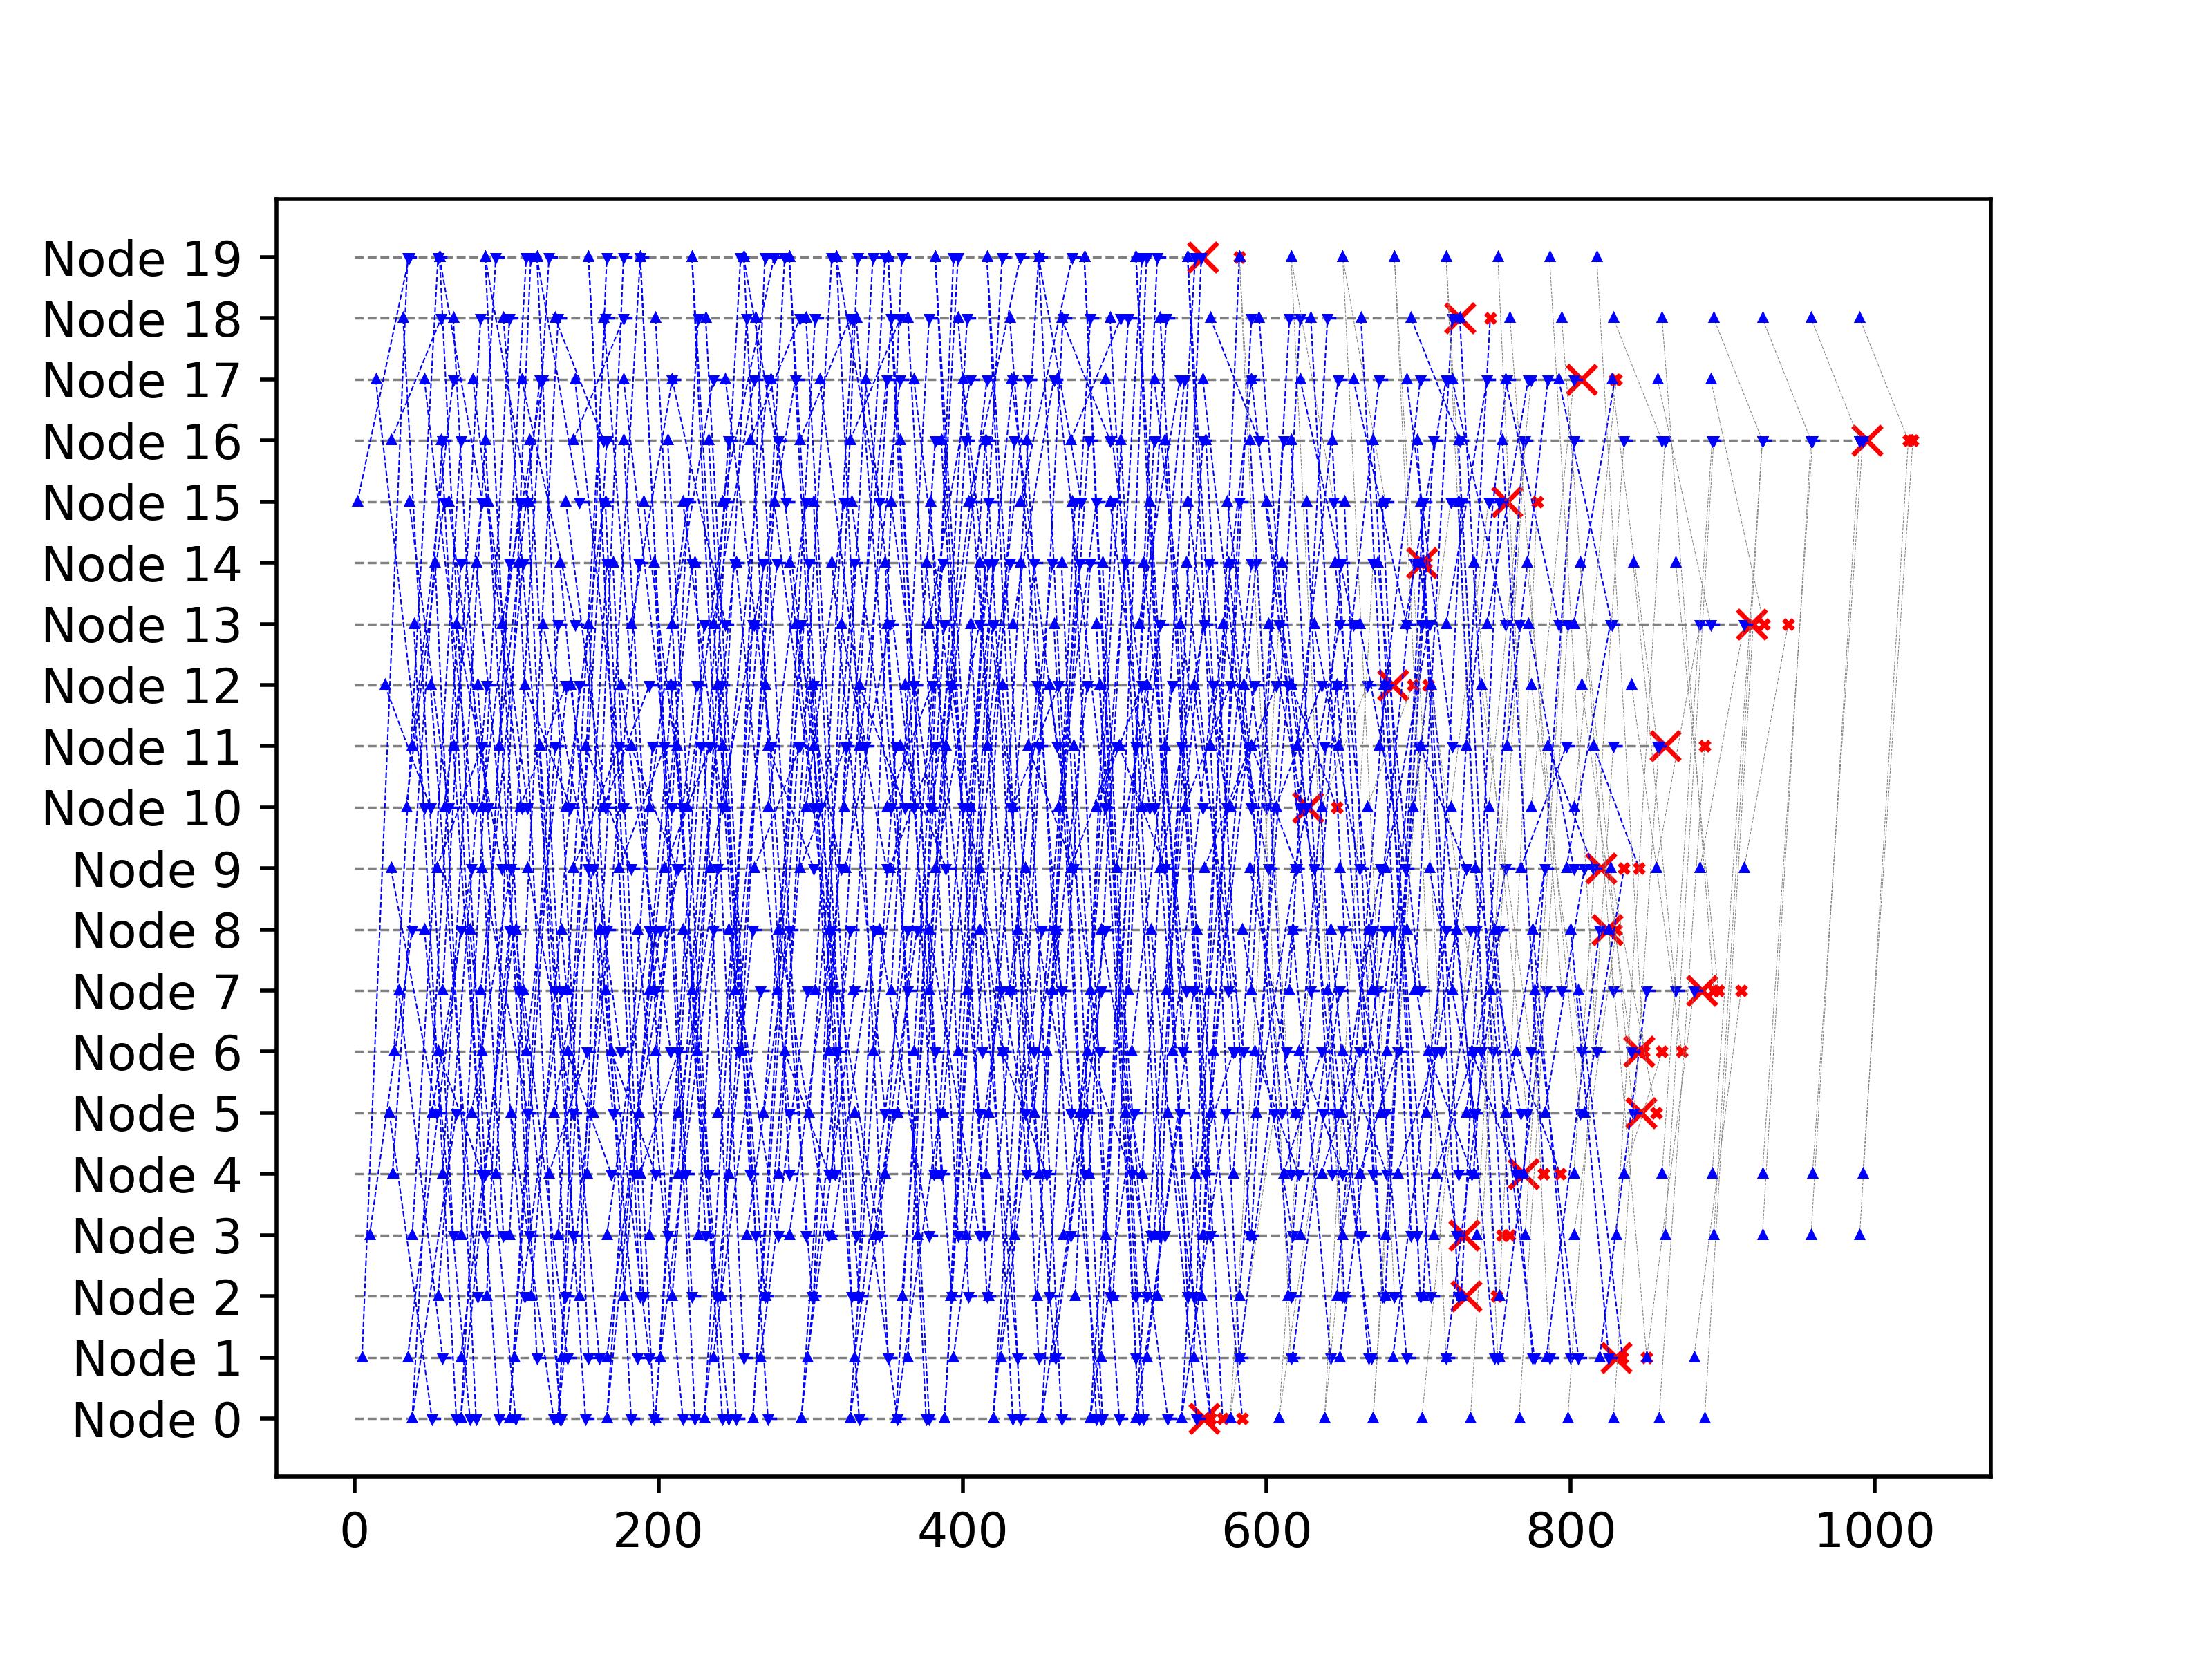 Node 19
Node 18
Node 17
Node 16
Node 15
Node 14
Node 13
Node 12
Node 11
Node 10
Node 9
Node 8
Node 7
Node 6
Node 5
Node 4
Node 3
Node 2
Node 1
Node 0
0 200 400 600 800 1000